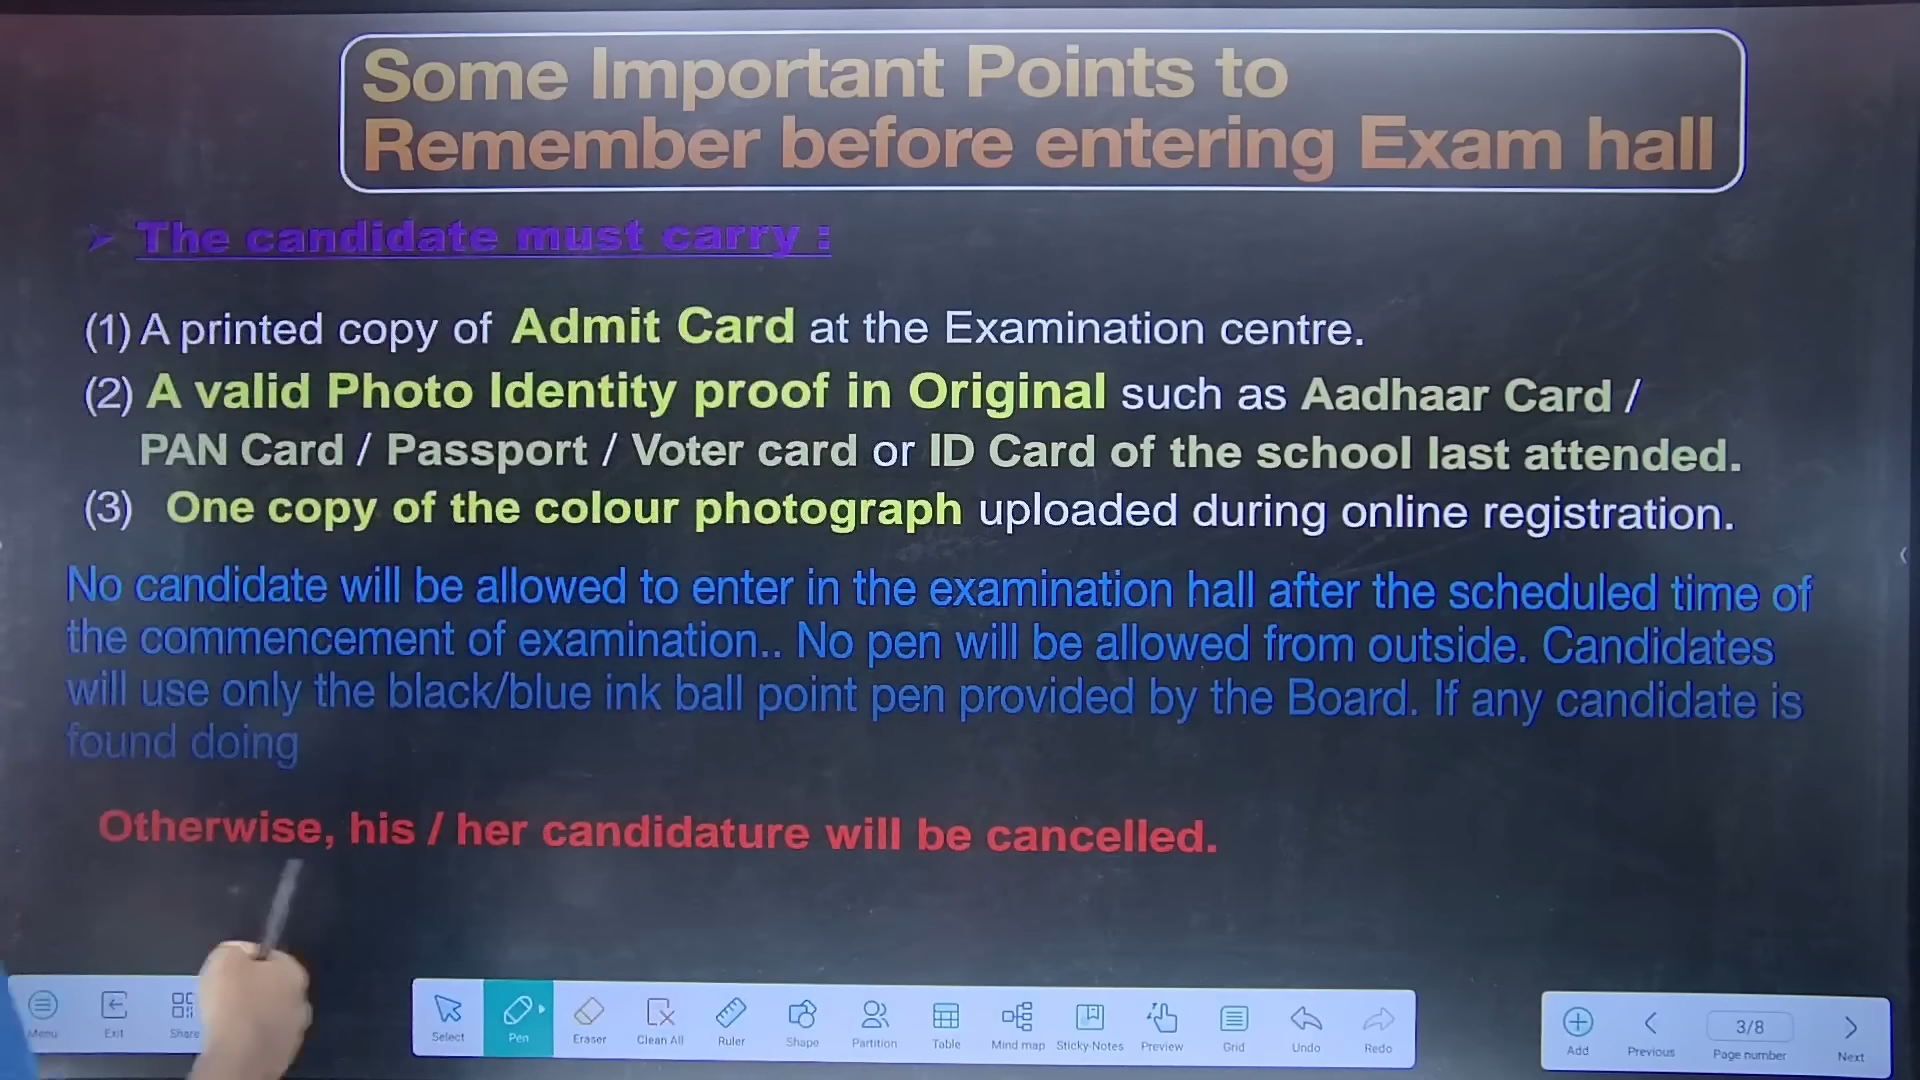 Some Important Points to
Remember before entering Exam hall
➢ The candidate must carry :
(1) A printed copy of Admit Card at the Examination centre.
(2) A valid Photo Identity proof in Original such as Aadhaar Card /
PAN Card / Passport / Voter card or ID Card of the school last attended.
(3) One copy of the colour photograph uploaded during online registration.
No candidate will be allowed to enter in the examination hall after the scheduled time of
the commencement of examination.. No pen will be allowed from outside. Candidates
will use only the black/blue ink ball point pen provided by the Board. If any candidate is
found doing
Otherwise, his / her candidature will be cancelled.
Menu Exit Share Select Pen Eraser Clean All Ruler Shape Partition Table Mind map Sticky-Notes Preview Grid Undo Redo Add Previous 3/8 Page number Next